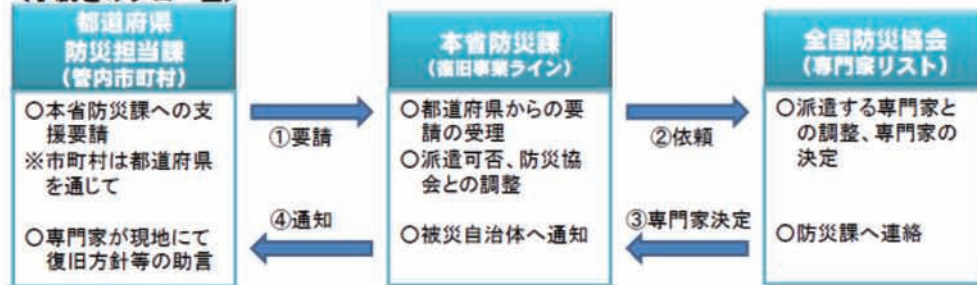 都道府県
防災担当課
(管内市町村)
○本省防災課への支
援要請
※市町村は都道府県
を通じて
○専門家が現地にて
復旧方針等の助言
①要請
④通知
本省防災課
(復旧事業ライン)
○都道府県からの要
請の受理
○派遣可否、防災協
会との調整
○被災自治体へ通知
②依頼
③専門家決定
全国防災協会
(専門家リスト)
○派遣する専門家と
の調整、専門家の
決定
○防災課へ連絡